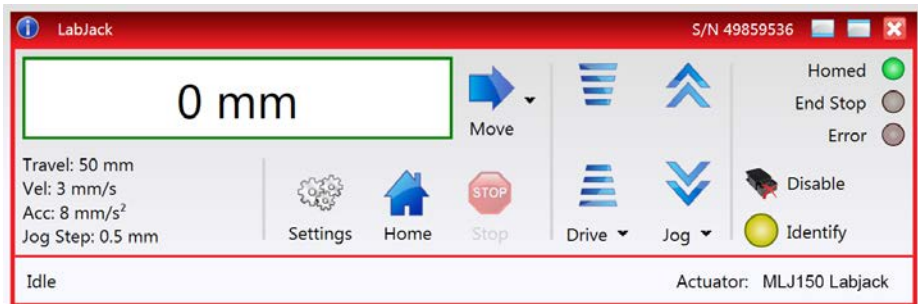 LabJack S/N 49859536
0 mm
Move
Homed
End Stop
Error
Travel: 50 mm
Vel: 3 mm/s
Acc: 8 mm/s²
Jog Step: 0.5 mm
Settings Home STOP Stop Drive Jog
Disable
Identify
Idle Actuator: MLJ150 Labjack